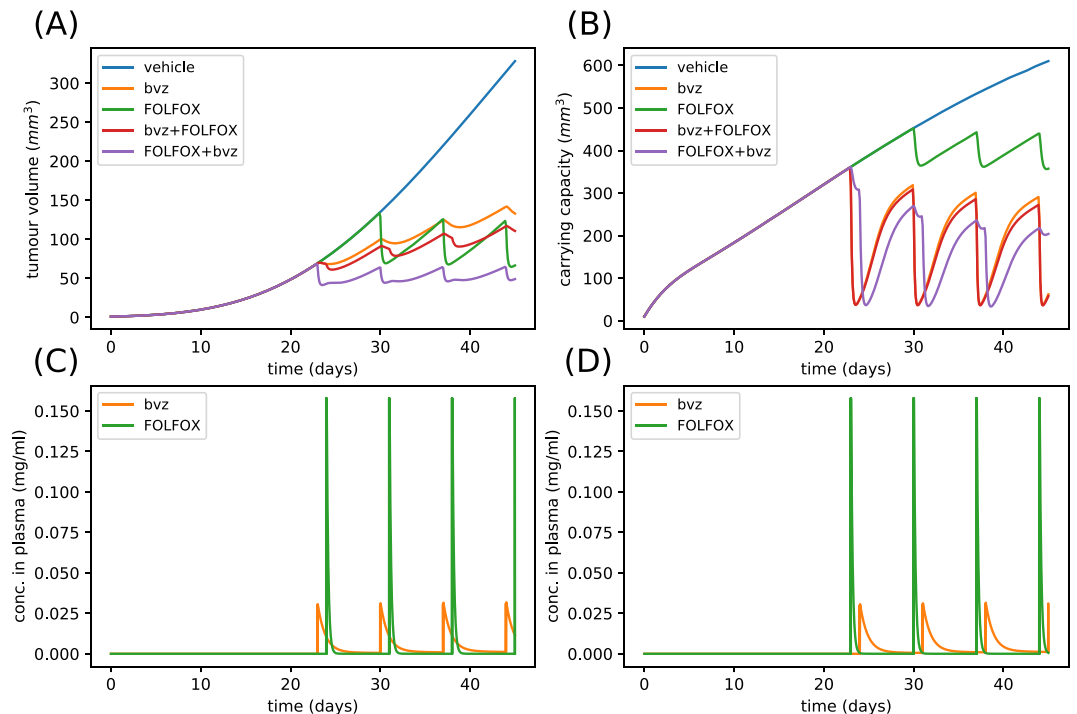 (A)
tumour volume (mm³)
300
250
200
150
100
50
0
vehicle
bvz
FOLFOX
bvz+FOLFOX
FOLFOX+bvz
0
10
20
30
40
time (days)
(B)
carrying capacity (mm³)
600
500
400
300
200
100
0
vehicle
bvz
FOLFOX
bvz+FOLFOX
FOLFOX+bvz
0
10
20
30
40
time (days)
(C)
conc. in plasma (mg/ml)
0.150
0.125
0.100
0.075
0.050
0.025
0.000
bvz
FOLFOX
0
10
20
30
40
time (days)
(D)
conc. in plasma (mg/ml)
0.150
0.125
0.100
0.075
0.050
0.025
0.000
bvz
FOLFOX
0
10
20
30
40
time (days)